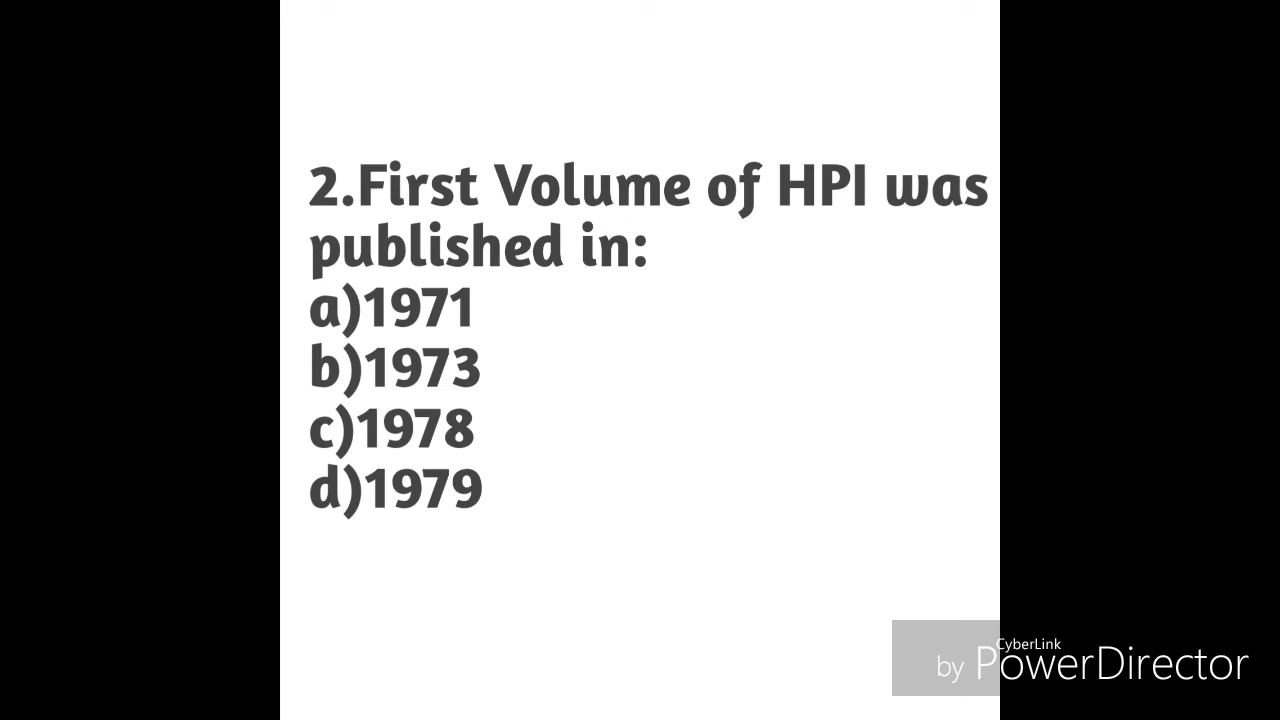 2.First Volume of HPI was
published in:
a)1971
b)1973
c)1978
d)1979
CyberLink
by PowerDirector